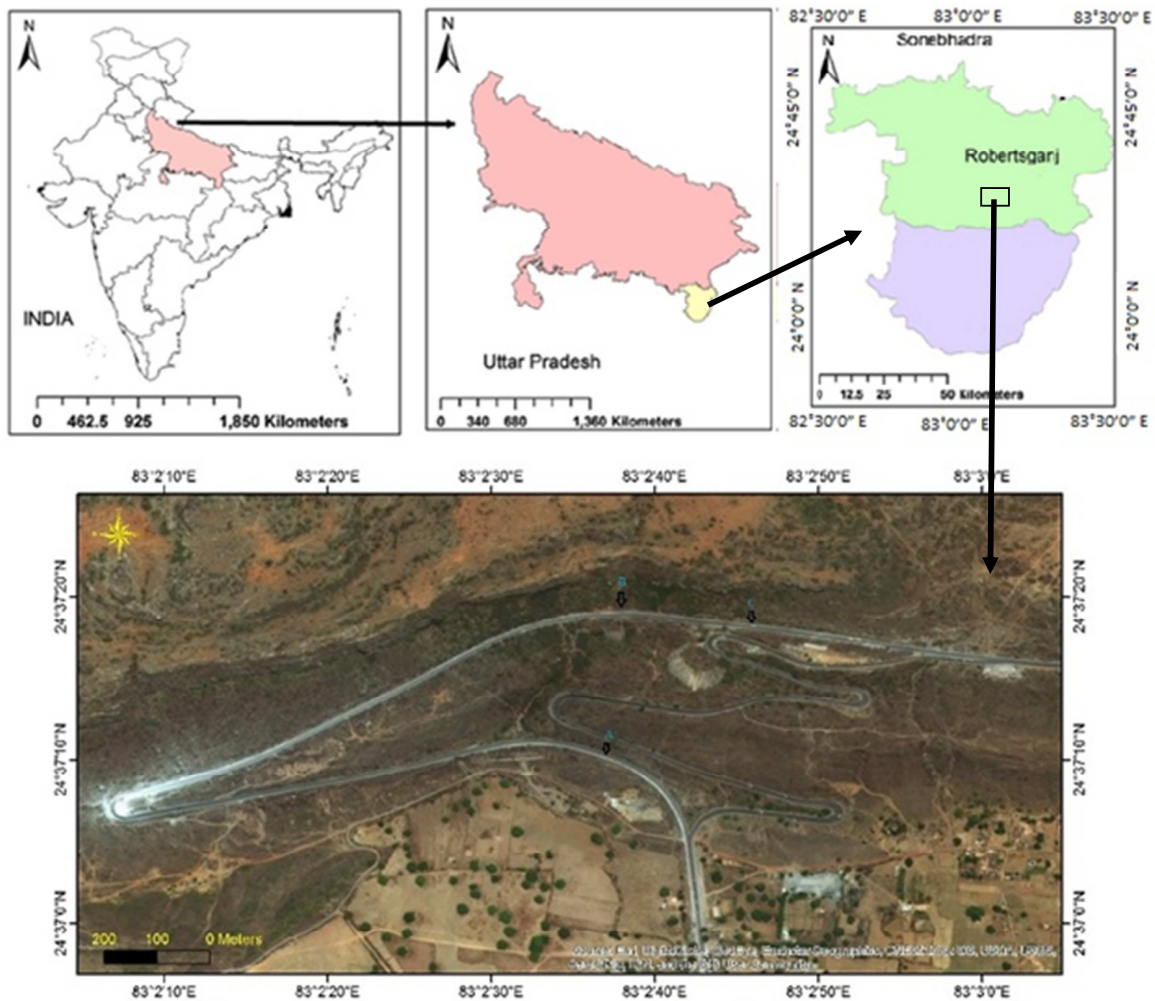 N
INDIA
0 462.5 925 1,850 Kilometers
N
Uttar Pradesh
0 340 680 1,360 Kilometers
82°30'0" E 83°0'0" E 83°30'0" E
Sonebhadra
N
24°45'0" N
24°45'0" N
Robertsganj
24°0'0" N
24°0'0" N
0 12.5 25 50 Kilometers
82°30'0" E 83°0'0" E 83°30'0" E
83°2'10"E 83°2'20"E 83°2'30"E 83°2'40"E 83°2'50"E 83°3'0"E
24°37'20"N
24°37'20"N
24°37'10"N
24°37'10"N
A
24°37'0"N
24°37'0"N
200 100 0 Meters
83°2'10"E 83°2'20"E 83°2'30"E 83°2'40"E 83°2'50"E 83°3'0"E